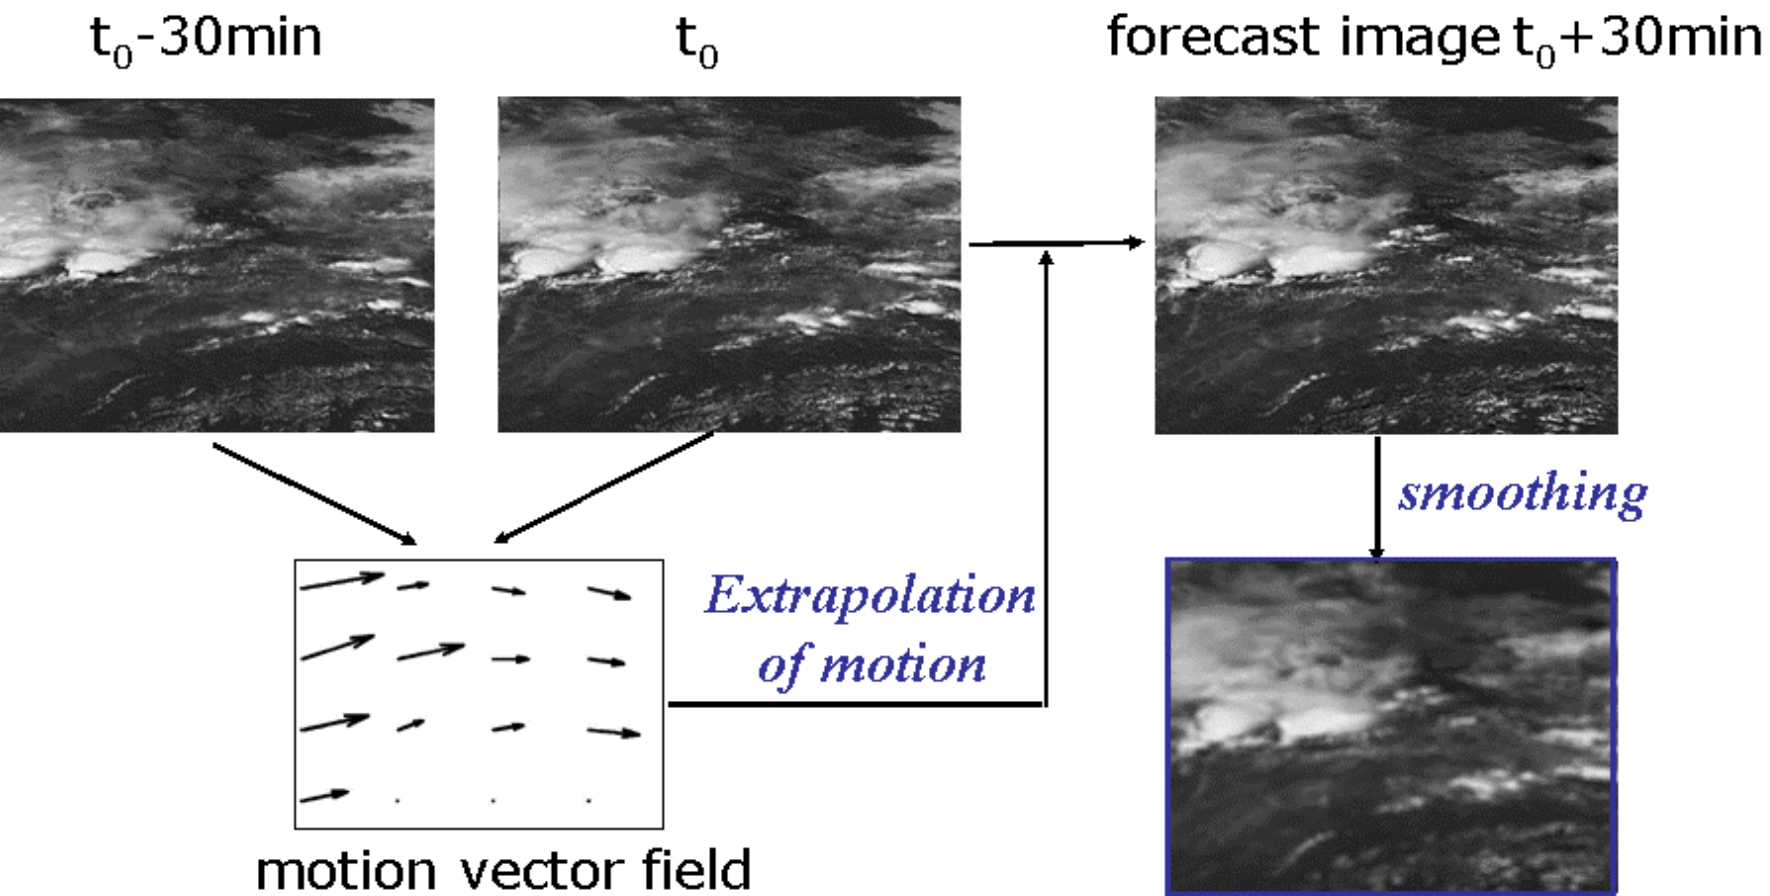 t₀-30min
t₀
forecast image t₀+30min
smoothing
Extrapolation
of motion
motion vector field